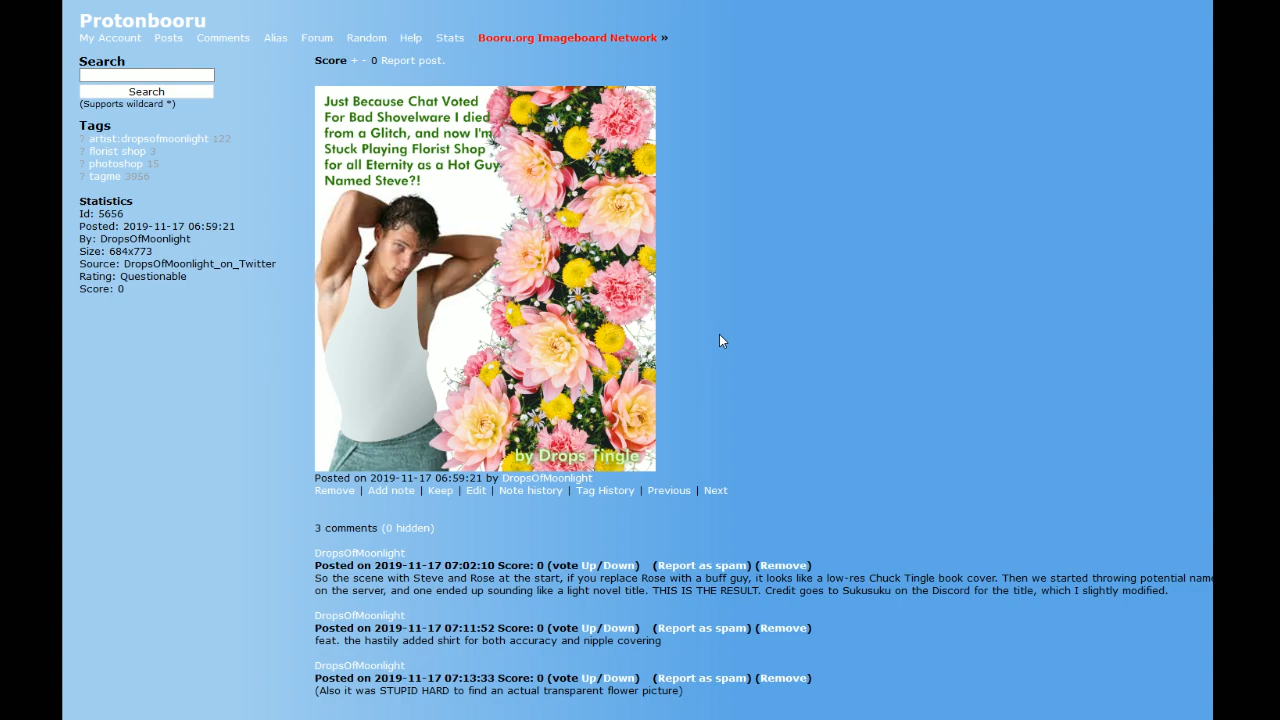 Protonbooru
My Account Posts Comments Alias Forum Random Help Stats Booru.org Imageboard Network »
Search
Search
(Supports wildcard *)
Tags
? artist:dropsofmoonlight 122
? florist shop 3
? photoshop 15
? tagme 3956
Statistics
Id: 5656
Posted: 2019-11-17 06:59:21
By: DropsOfMoonlight
Size: 684x773
Source: DropsOfMoonlight_on_Twitter
Rating: Questionable
Score: 0
Score + - 0 Report post.
Just Because Chat Voted
For Bad Shovelware I died
from a Glitch, and now I'm
Stuck Playing Florist Shop
for all Eternity as a Hot Guy
Named Steve?!
by Drops Tingle
Posted on 2019-11-17 06:59:21 by DropsOfMoonlight
Remove | Add note | Keep | Edit | Note history | Tag History | Previous | Next
3 comments (0 hidden)
DropsOfMoonlight
Posted on 2019-11-17 07:02:10 Score: 0 (vote Up/Down) (Report as spam) (Remove)
So the scene with Steve and Rose at the start, if you replace Rose with a buff guy, it looks like a low-res Chuck Tingle book cover. Then we started throwing potential name
on the server, and one ended up sounding like a light novel title. THIS IS THE RESULT. Credit goes to Sukusuku on the Discord for the title, which I slightly modified.
DropsOfMoonlight
Posted on 2019-11-17 07:11:52 Score: 0 (vote Up/Down) (Report as spam) (Remove)
feat. the hastily added shirt for both accuracy and nipple covering
DropsOfMoonlight
Posted on 2019-11-17 07:13:33 Score: 0 (vote Up/Down) (Report as spam) (Remove)
(Also it was STUPID HARD to find an actual transparent flower picture)